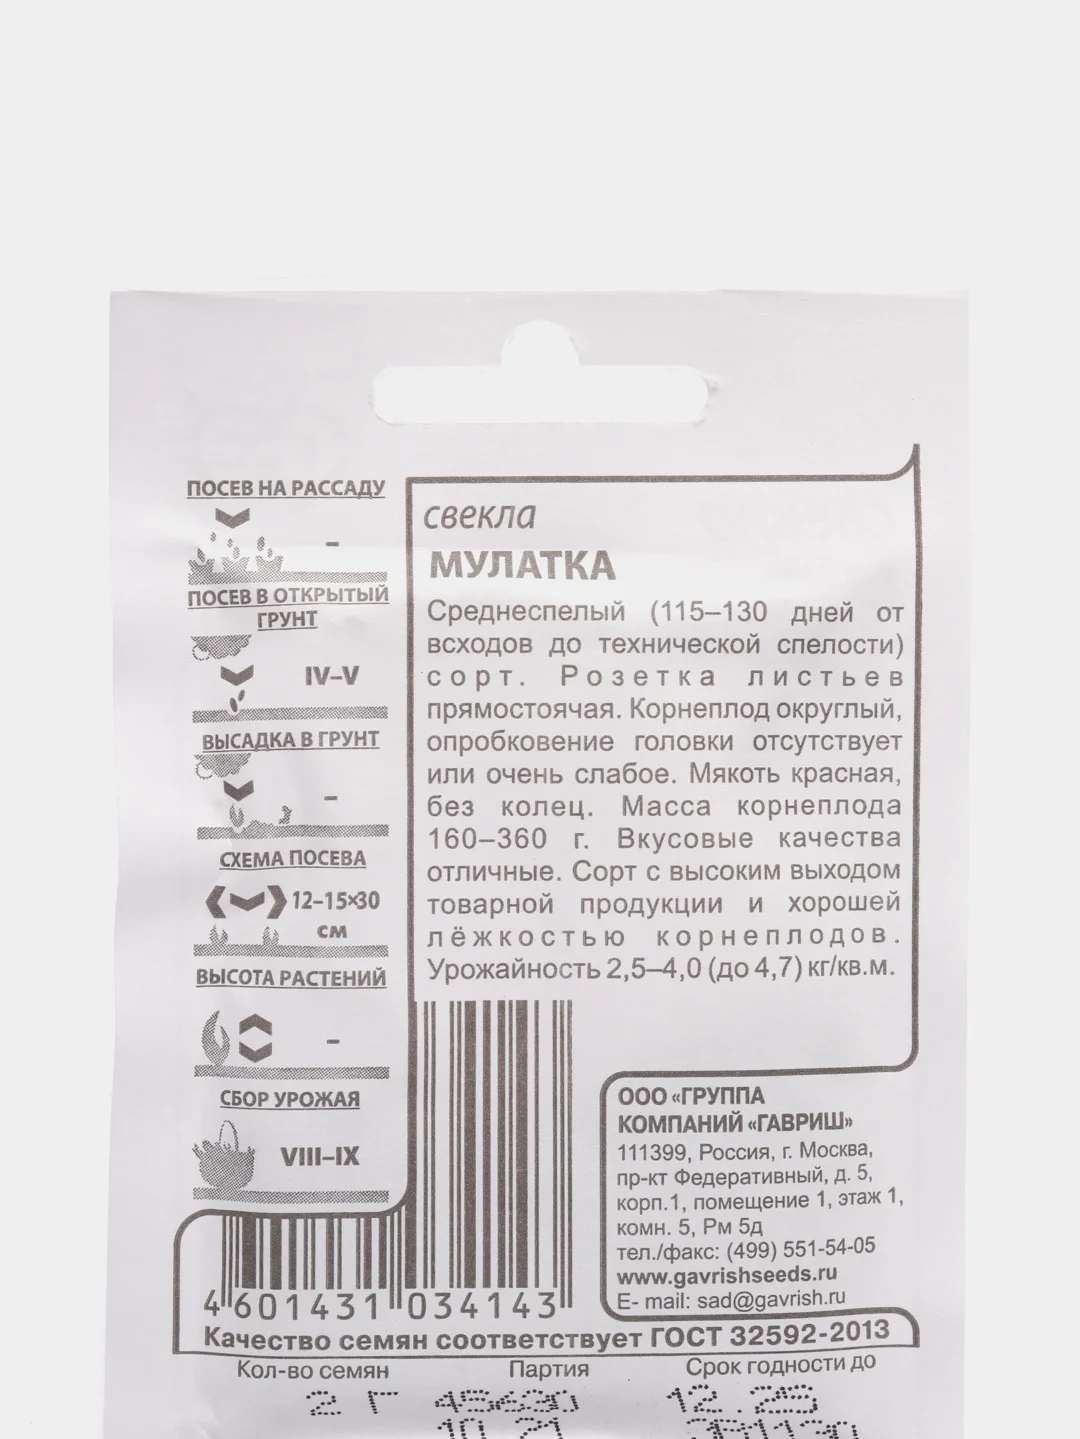 ПОСЕВ НА РАССАДУ
–
ПОСЕВ В ОТКРЫТЫЙ
ГРУНТ
IV–V
ВЫСАДКА В ГРУНТ
–
СХЕМА ПОСЕВА
12–15×30
см
ВЫСОТА РАСТЕНИЙ
–
СБОР УРОЖАЯ
VIII–IX
свекла
МУЛАТКА
Среднеспелый (115–130 дней от
всходов до технической спелости)
сорт. Розетка листьев
прямостоячая. Корнеплод округлый,
опробковение головки отсутствует
или очень слабое. Мякоть красная,
без колец. Масса корнеплода
160–360 г. Вкусовые качества
отличные. Сорт с высоким выходом
товарной продукции и хорошей
лёжкостью корнеплодов.
Урожайность 2,5–4,0 (до 4,7) кг/кв.м.
ООО «ГРУППА
КОМПАНИЙ «ГАВРИШ»
111399, Россия, г. Москва,
пр-кт Федеративный, д. 5,
корп.1, помещение 1, этаж 1,
комн. 5, Рм 5д
тел./факс: (499) 551-54-05
www.gavrishseeds.ru
E- mail: sad@gavrish.ru
4 601431 034143
Качество семян соответствует ГОСТ 32592-2013
Кол-во семян Партия Срок годности до
2 Г 45630 12.25
10.21